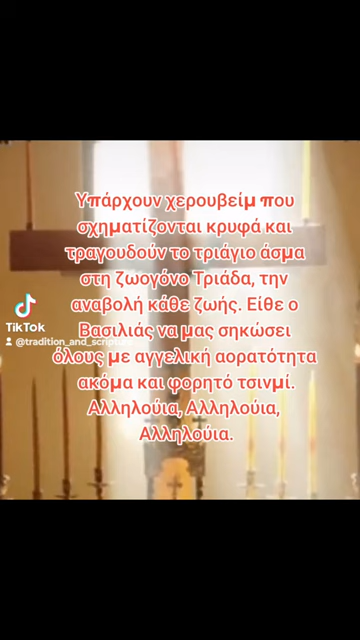 Υπάρχουν χερουβείμ που
σχηματίζονται κρυφά και
τραγουδούν το τριάγιο άσμα
στη ζωογόνο Τριάδα, την
αναβολή κάθε ζωής. Είθε ο
Βασιλιάς να μας σηκώσει
όλους με αγγελική αορατότητα
ακόμα και φορητό τσινμί.
Αλληλούια, Αλληλούια,
Αλληλούια.
TikTok
@tradition_and_scripture